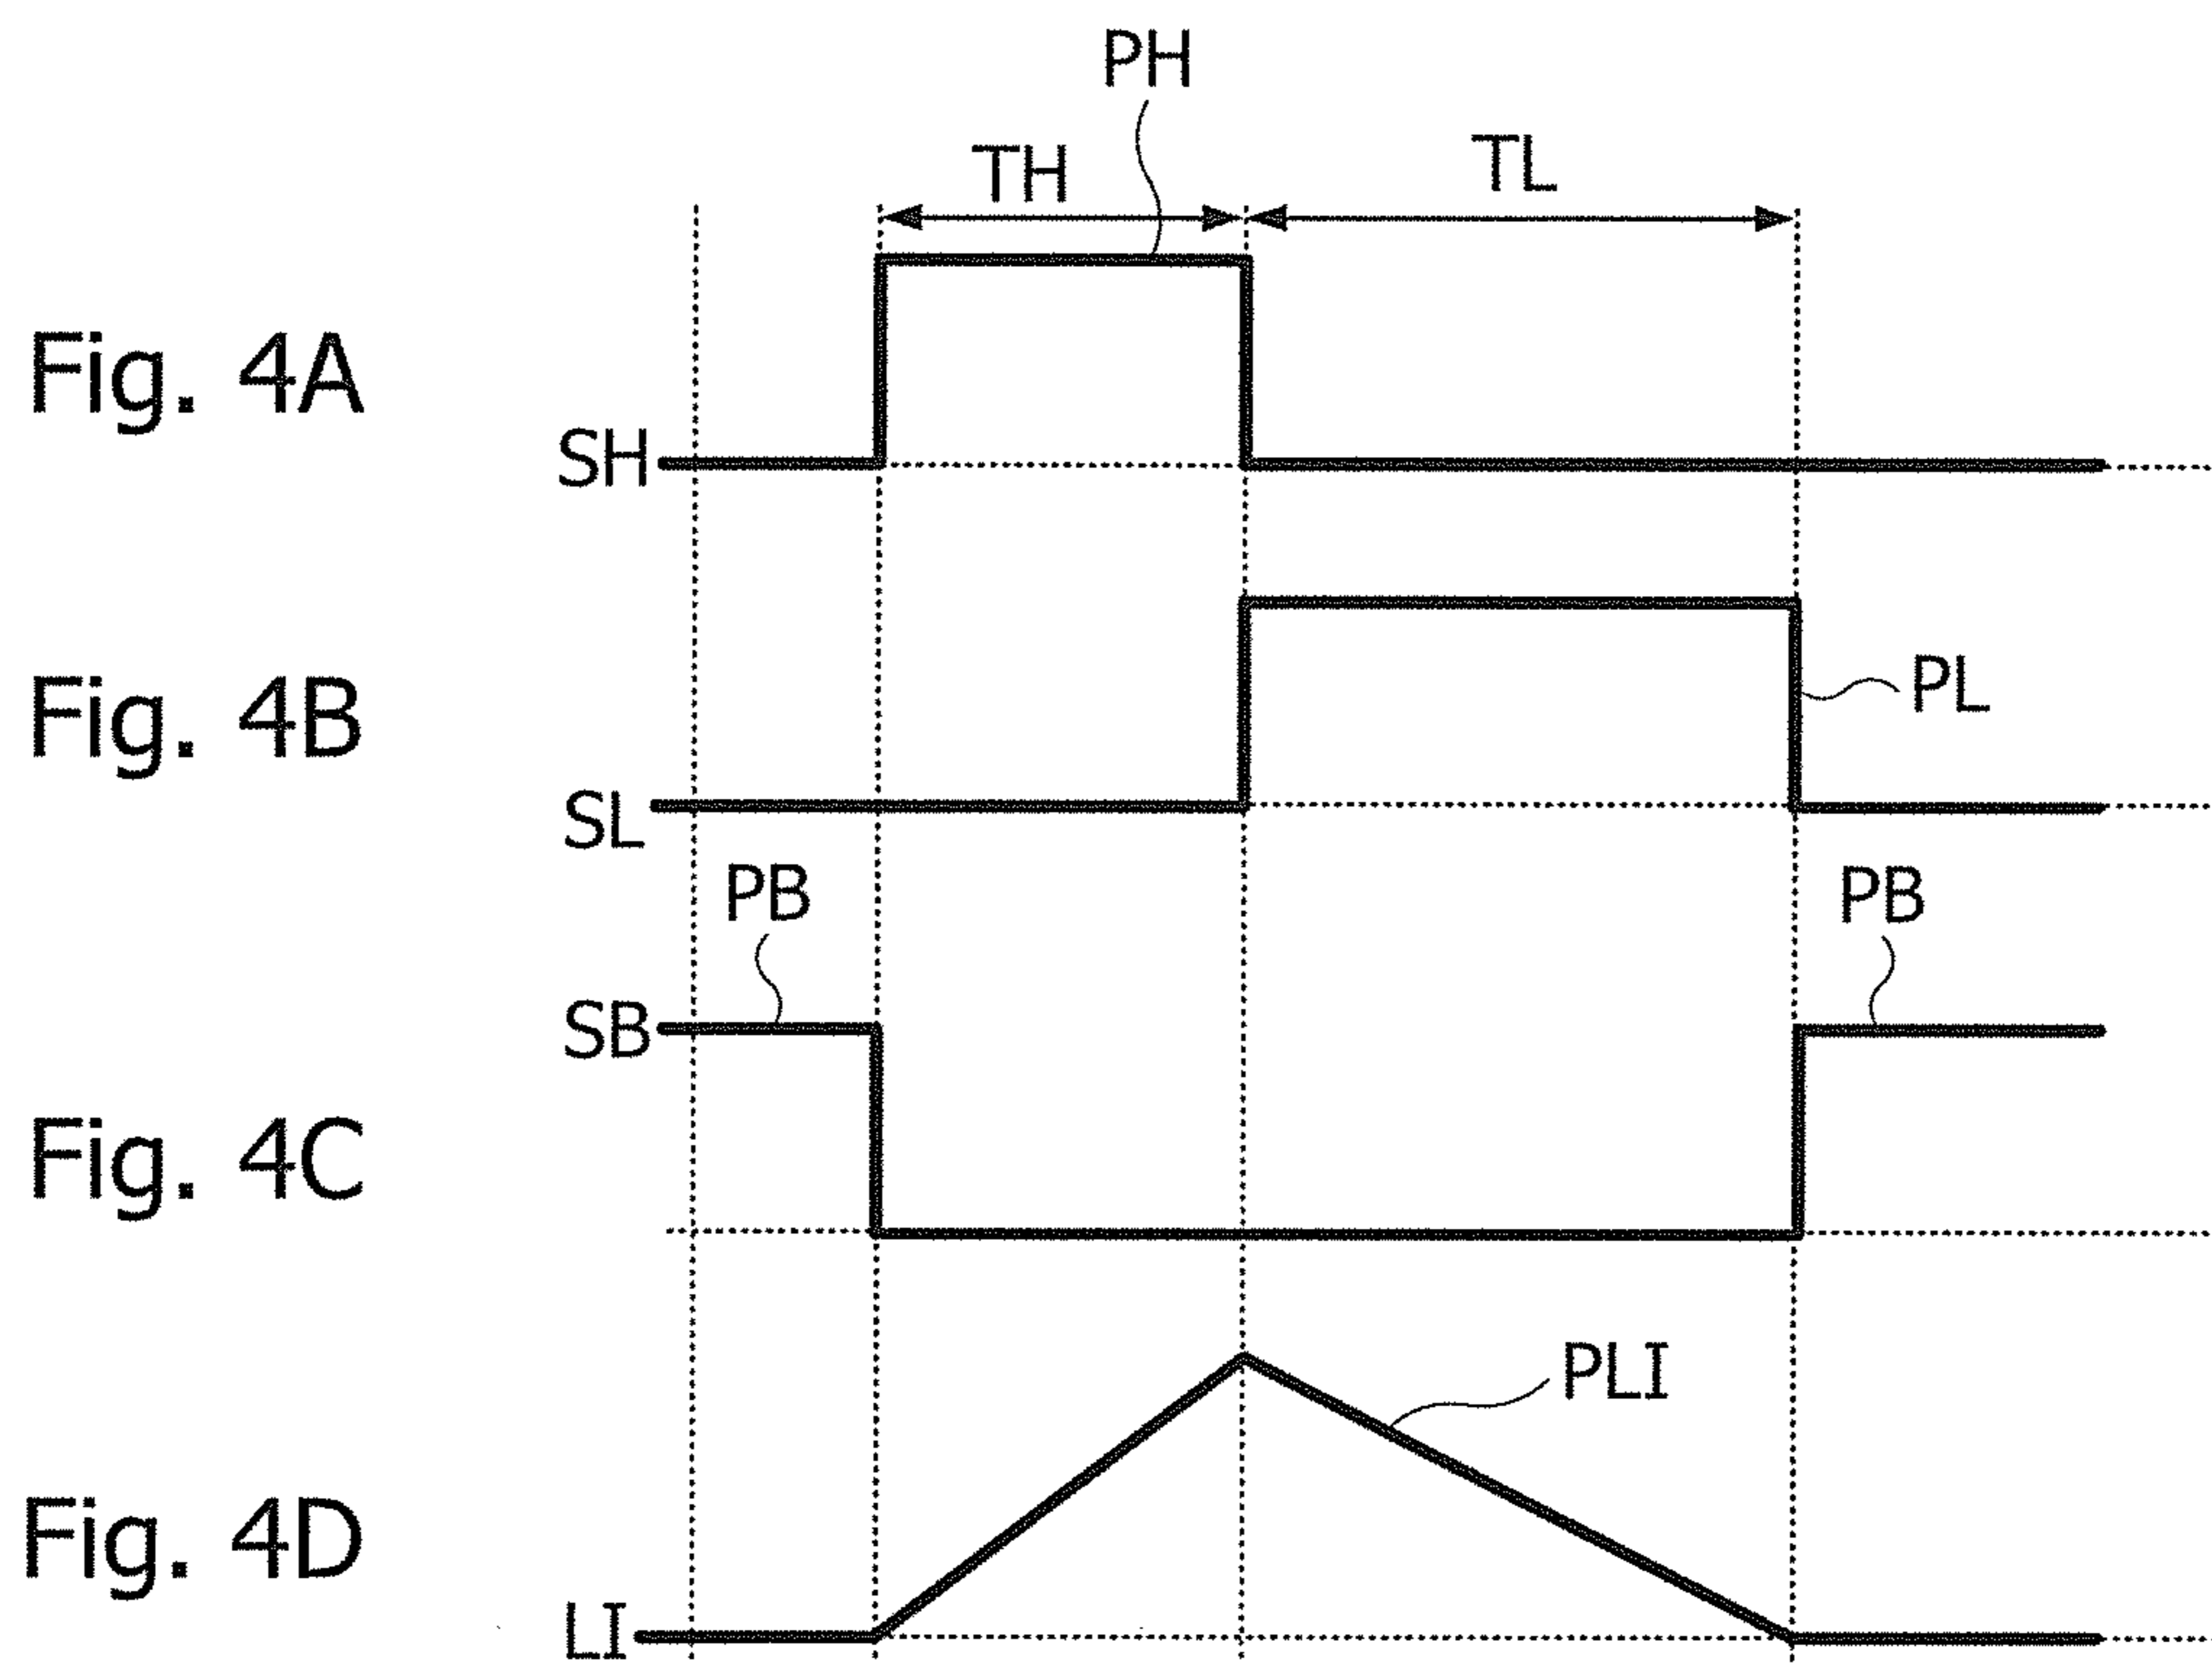 PH
TH
TL
Fig. 4A
SH
Fig. 4B
PL
SL
PB
PB
SB
Fig. 4C
PLI
Fig. 4D
LI